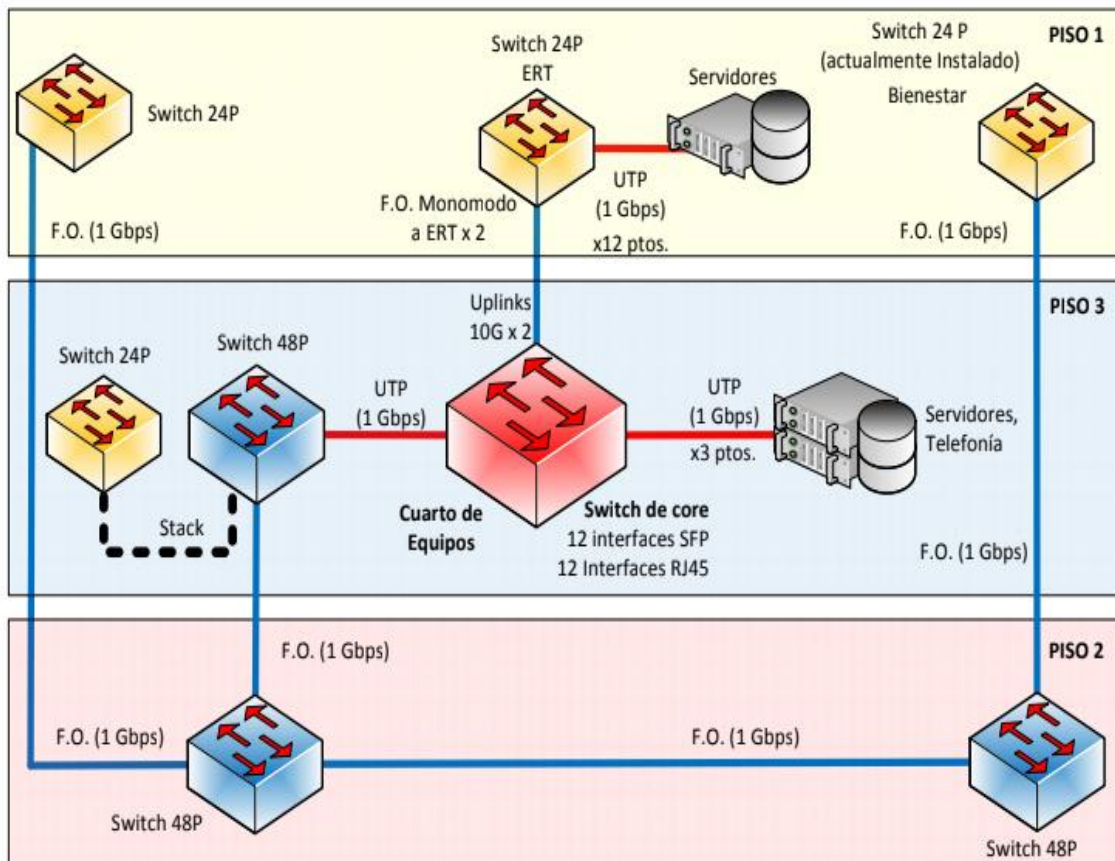 PISO 1
Switch 24P
Switch 24P
ERT
Servidores
Switch 24 P
(actualmente Instalado)
Bienestar
F.O. (1 Gbps)
F.O. Monomodo
a ERT x 2
UTP
(1 Gbps)
x12 ptos.
F.O. (1 Gbps)
PISO 3
Uplinks
10G x 2
Switch 24P
Switch 48P
UTP
(1 Gbps)
UTP
(1 Gbps)
x3 ptos.
Servidores,
Telefonía
Stack
Cuarto de
Equipos
Switch de core
12 interfaces SFP
12 Interfaces RJ45
F.O. (1 Gbps)
PISO 2
F.O. (1 Gbps)
F.O. (1 Gbps)
F.O. (1 Gbps)
Switch 48P
Switch 48P